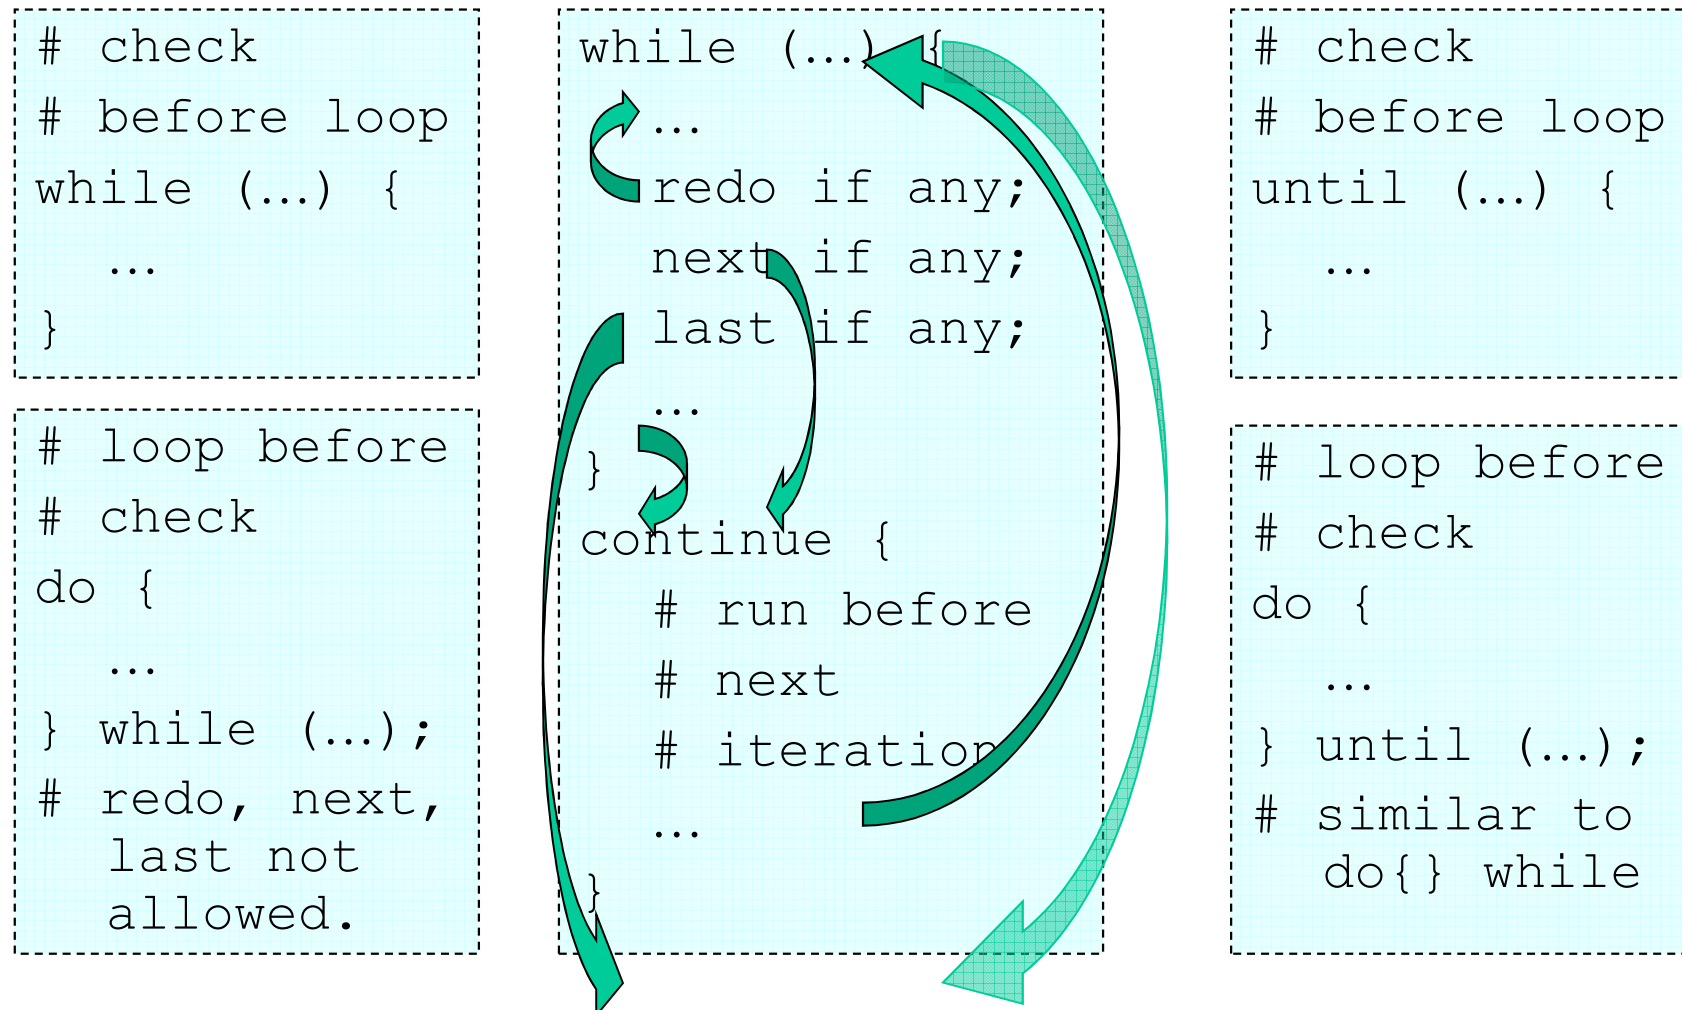 # check
# before loop
while (...) {
...
}
# loop before
# check
do {
...
} while (...);
# redo, next,
last not
allowed.
while (...) {
...
redo if any;
next if any;
last if any;
...
}
continue {
# run before
# next
# iteration
...
}
# check
# before loop
until (...) {
...
}
# loop before
# check
do {
...
} until (...);
# similar to
do{} while